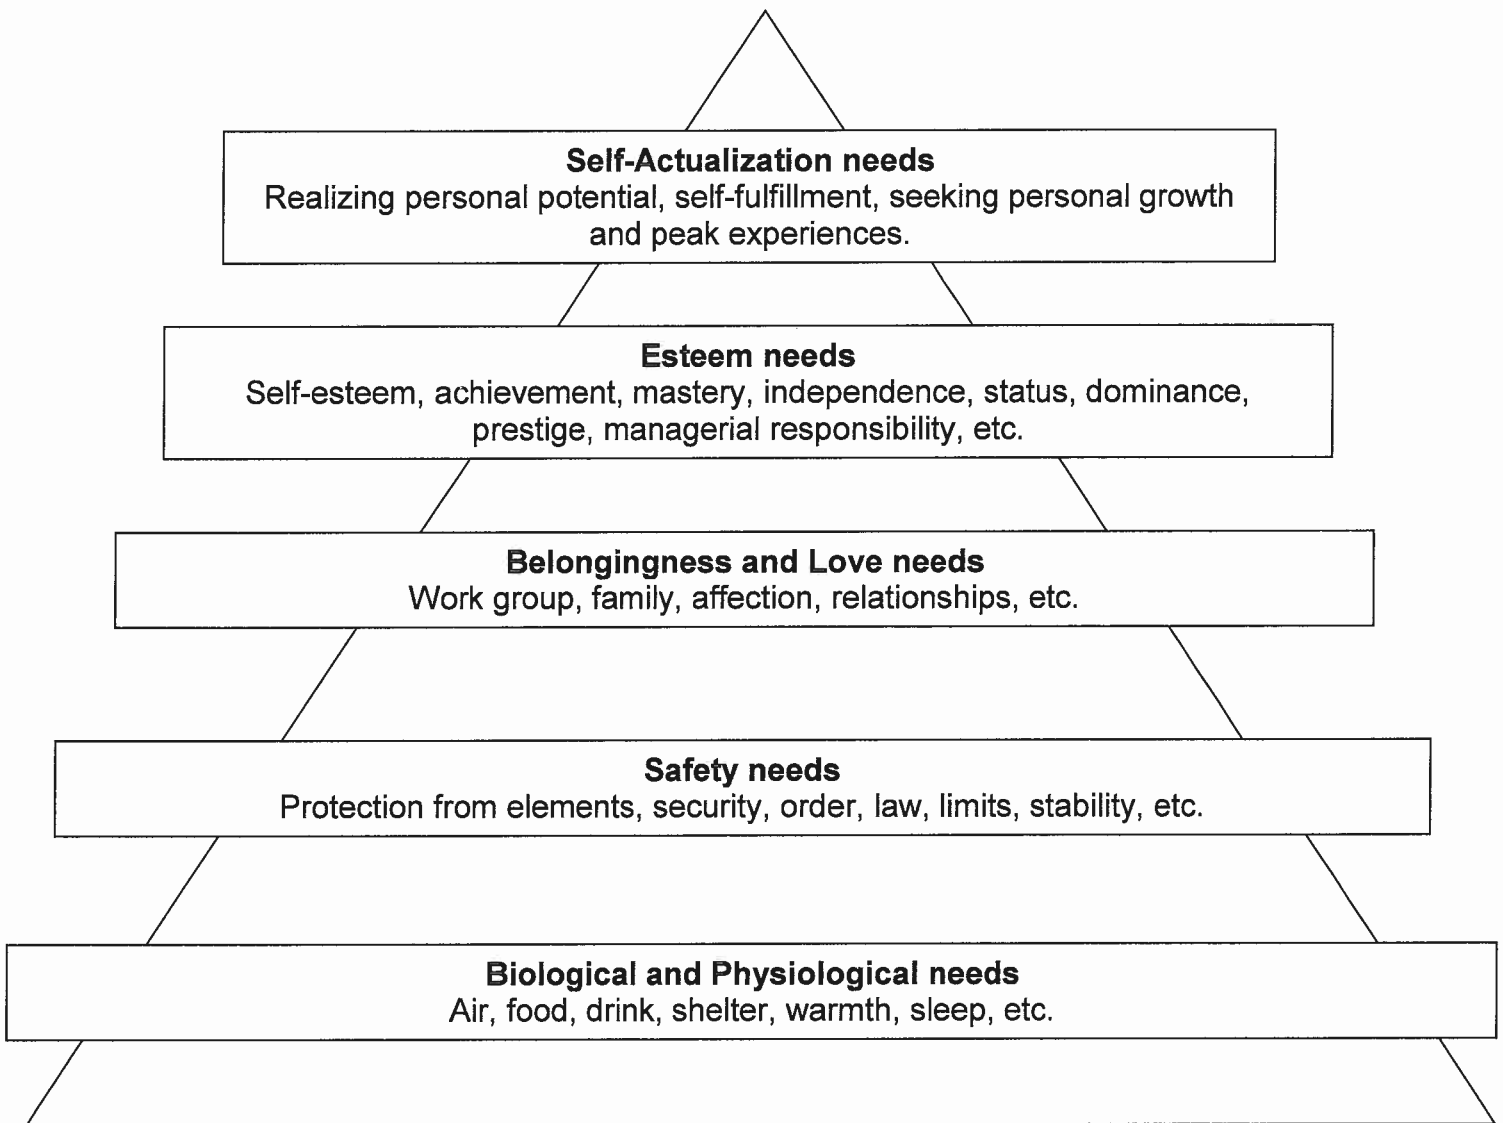 Self-Actualization needs
Realizing personal potential, self-fulfillment, seeking personal growth
and peak experiences.
Esteem needs
Self-esteem, achievement, mastery, independence, status, dominance,
prestige, managerial responsibility, etc.
Belongingness and Love needs
Work group, family, affection, relationships, etc.
Safety needs
Protection from elements, security, order, law, limits, stability, etc.
Biological and Physiological needs
Air, food, drink, shelter, warmth, sleep, etc.